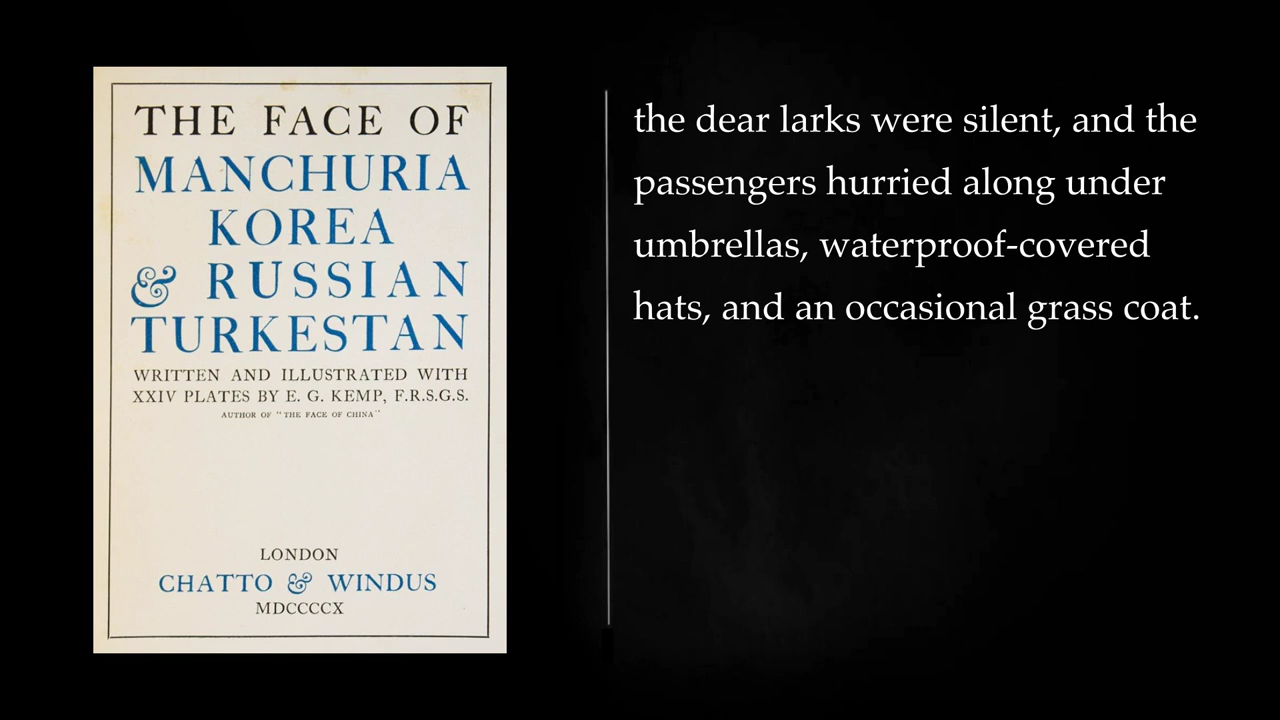 THE FACE OF
MANCHURIA
KOREA
& RUSSIAN
TURKESTAN
WRITTEN AND ILLUSTRATED WITH
XXIV PLATES BY E. G. KEMP, F.R.S.G.S.
AUTHOR OF "THE FACE OF CHINA"
LONDON
CHATTO & WINDUS
MDCCCCX
the dear larks were silent, and the
passengers hurried along under
umbrellas, waterproof-covered
hats, and an occasional grass coat.